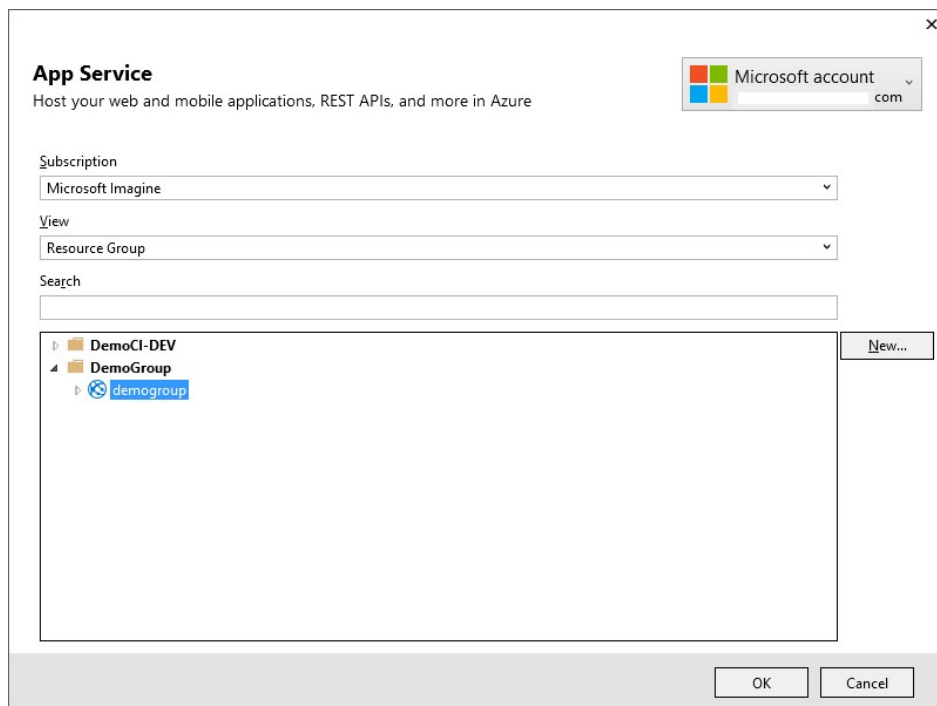 App Service
Host your web and mobile applications, REST APIs, and more in Azure
Microsoft account
com
Subscription
Microsoft Imagine
View
Resource Group
Search
DemoCI-DEV
New...
DemoGroup
demogroup
OK
Cancel